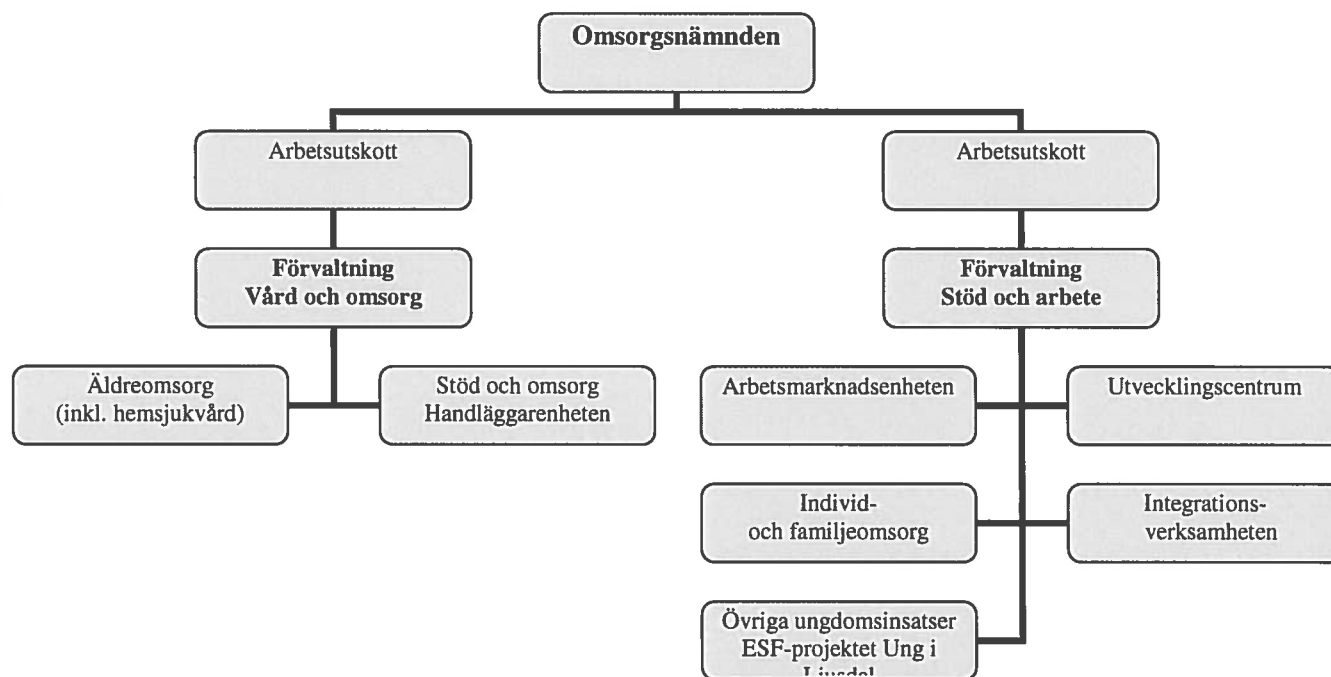 Omsorgsnämnden
Arbetsutskott
Arbetsutskott
Förvaltning
Vård och omsorg
Förvaltning
Stöd och arbete
Äldreomsorg
(inkl. hemsjukvård)
Stöd och omsorg
Handläggarenheten
Arbetsmarknadsenheten
Utvecklingscentrum
Individ-
och familjeomsorg
Integrations-
verksamheten
Övriga ungdomsinsatser
ESF-projektet Ung i
Ljusdal